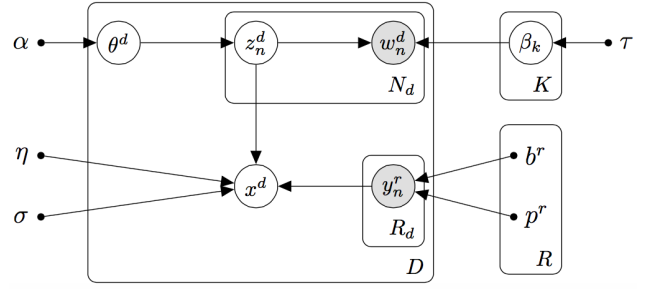 α θ^d z_n^d w_n^d β_k τ
N_d K
η x^d y_n^r b^r
σ R_d p^r
D R